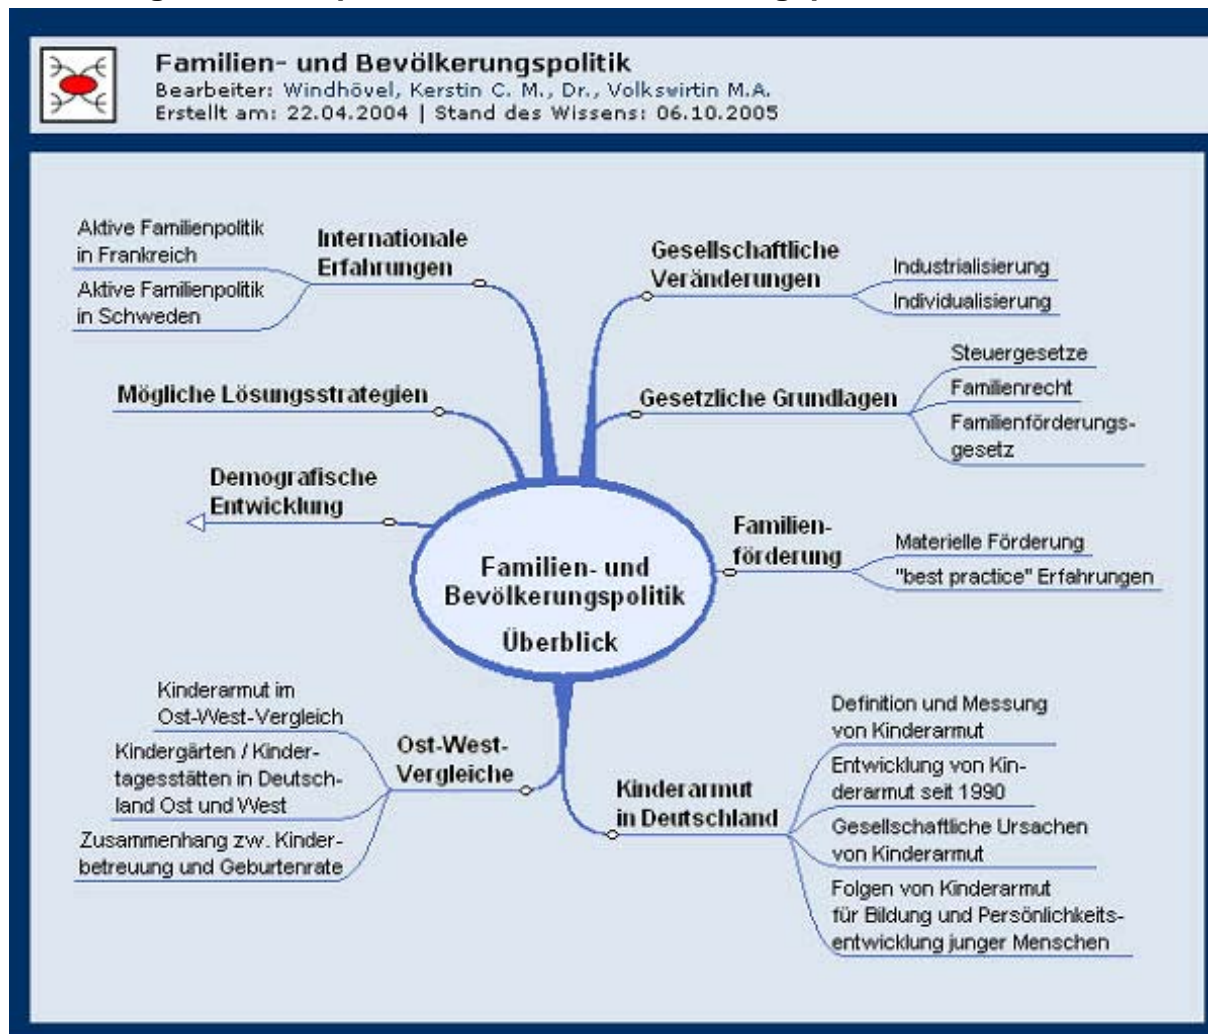 Familien- und Bevölkerungspolitik
Bearbeiter: Windhövel, Kerstin C. M., Dr., Volkswirtin M.A.
Erstellt am: 22.04.2004 | Stand des Wissens: 06.10.2005
Aktive Familienpolitik
in Frankreich
Aktive Familienpolitik
in Schweden
Internationale
Erfahrungen
Gesellschaftliche
Veränderungen
Industrialisierung
Individualisierung
Mögliche Lösungsstrategien
Gesetzliche Grundlagen
Steuergesetze
Familienrecht
Familienförderungs-
gesetz
Demografische
Entwicklung
Familien-
förderung
Materielle Förderung
"best practice" Erfahrungen
Familien- und
Bevölkerungspolitik
Überblick
Kinderarmut im
Ost-West-Vergleich
Kindergärten / Kinder-
tagesstätten in Deutsch-
land Ost und West
Zusammenhang zw. Kinder-
betreuung und Geburtenrate
Ost-West-
Vergleiche
Kinderarmut
in Deutschland
Definition und Messung
von Kinderarmut
Entwicklung von Kin-
derarmut seit 1990
Gesellschaftliche Ursachen
von Kinderarmut
Folgen von Kinderarmut
für Bildung und Persönlichkeits-
entwicklung junger Menschen